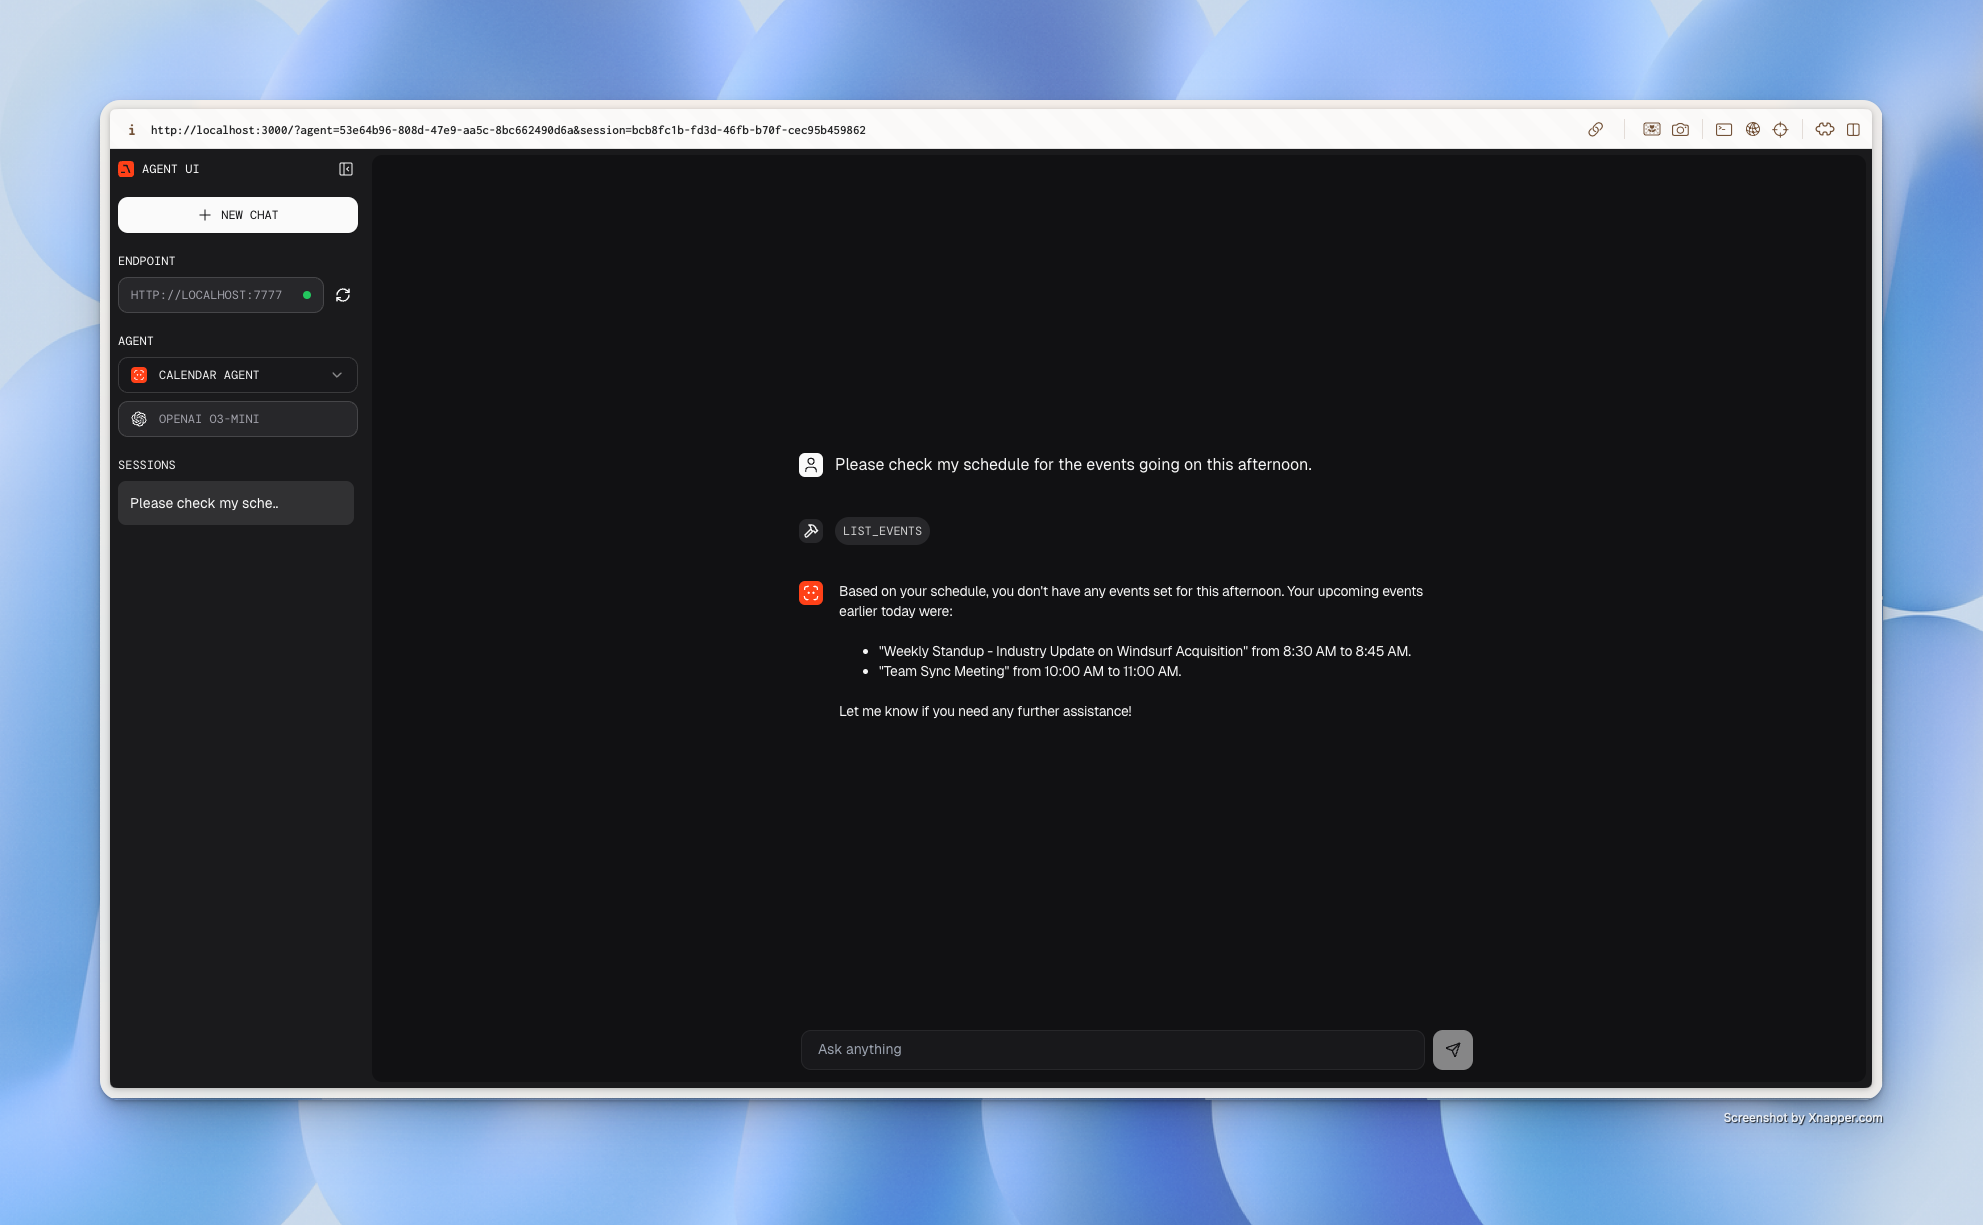 i http://localhost:3000/?agent=53e64b96-808d-47e9-aa5c-8bc662490d6a&session=bcb8fc1b-fd3d-46fb-b70f-cec95b459862
AGENT UI
NEW CHAT
ENDPOINT
HTTP://LOCALHOST:7777
AGENT
CALENDAR AGENT
OPENAI O3-MINI
SESSIONS
Please check my sche..
Please check my schedule for the events going on this afternoon.
LIST_EVENTS
Based on your schedule, you don't have any events set for this afternoon. Your upcoming events
earlier today were:
• "Weekly Standup - Industry Update on Windsurf Acquisition" from 8:30 AM to 8:45 AM.
• "Team Sync Meeting" from 10:00 AM to 11:00 AM.
Let me know if you need any further assistance!
Ask anything
Screenshot by Xnapper.com